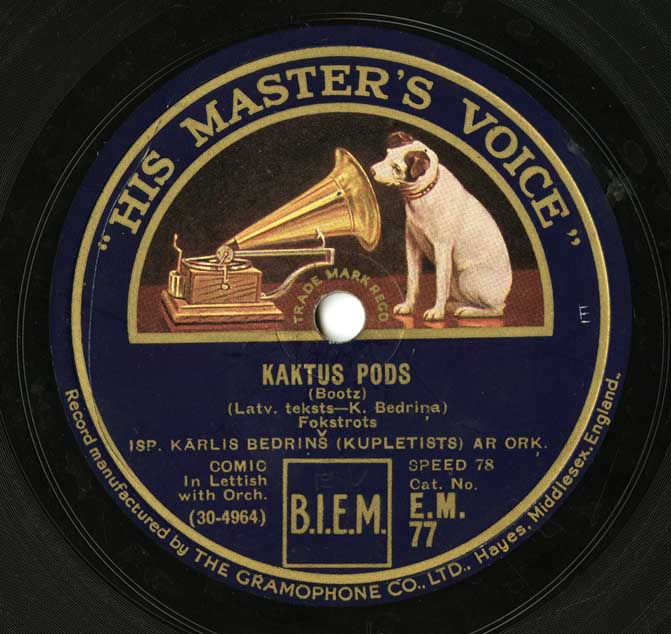 "HIS MASTER'S VOICE"
TRADE MARK REGD
E
KAKTUS PODS
(Bootz)
(Latv. teksts—K. Bedriņa)
Fokstrots
ISP. KĀRLIS BEDRIŅŠ (KUPLETISTS) AR ORĶ.
COMIC
In Lettish
with Orch.
(30-4964)
B.I.E.M.
SPEED 78
Cat. No.
E.M.
77
Record manufactured by THE GRAMOPHONE CO., LTD., Hayes, Middlesex, England.